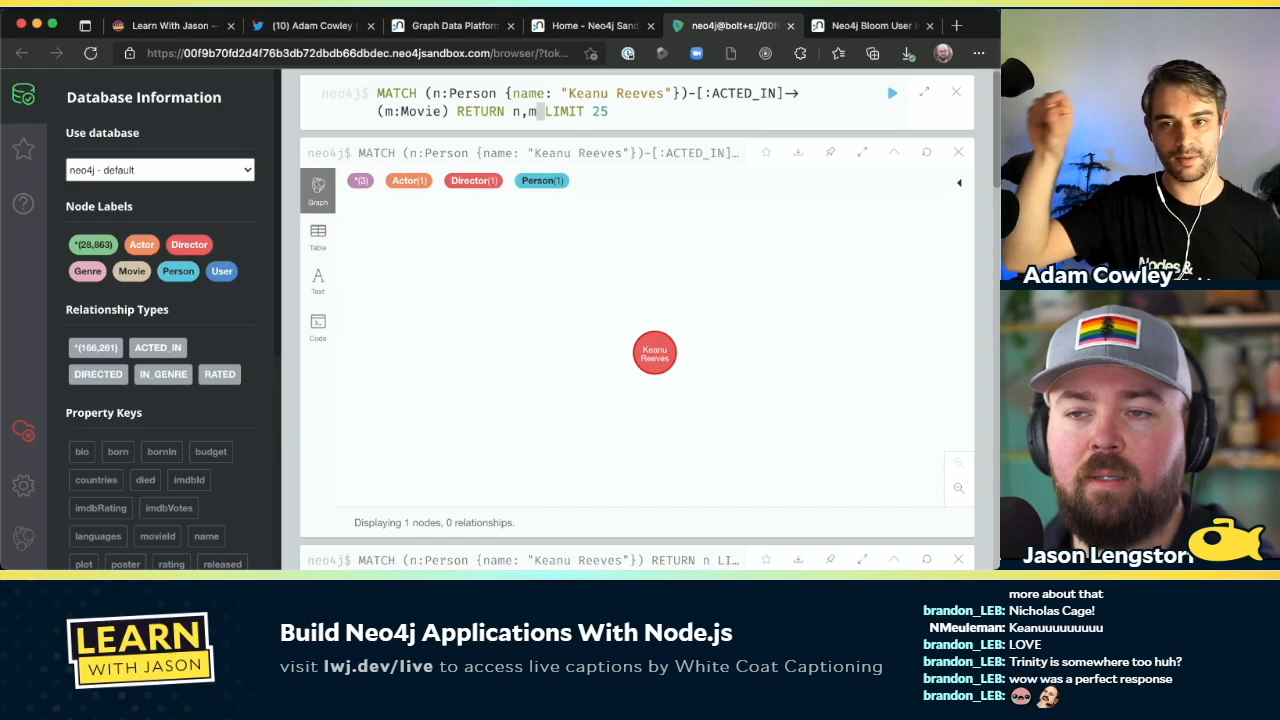 Learn With Jason -
(10) Adam Cowley (
Graph Data Platform
Home - Neo4j San
neo4j@bolt+s://00f
Neo4j Bloom User I
https://00f9b70fd2d4f76b3db72dbdb66dbdec.neo4jsandbox.com/browser/?tok...
Database Information
Use database
neo4j - default
Node Labels
*(28,863) Actor Director
Genre Movie Person User
Relationship Types
*(166,261) ACTED_IN
DIRECTED IN_GENRE RATED
Property Keys
bio born bornIn budget
countries died imdbId
imdbRating imdbVotes
languages movieId name
plot poster rating released
neo4j$ MATCH (n:Person {name: "Keanu Reeves"})-[:ACTED_IN]→
(m:Movie) RETURN n,m LIMIT 25
neo4j$ MATCH (n:Person {name: "Keanu Reeves"})-[:ACTED_IN]...
*(3) Actor(1) Director(1) Person(1)
Graph
Table
Text
Code
Keanu
Reeves
Displaying 1 nodes, 0 relationships.
neo4j$ MATCH (n:Person {name: "Keanu Reeves"}) RETURN n LI...
Nodes &
Adam Cowley
Jason Lengstorf
LEARN
WITH JASON
Build Neo4j Applications With Node.js
visit lwj.dev/live to access live captions by White Coat Captioning
more about that
brandon_LEB: Nicholas Cage!
NMeuleman: Keanuuuuuuuuu
brandon_LEB: LOVE
brandon_LEB: Trinity is somewhere too huh?
brandon_LEB: wow was a perfect response
brandon_LEB: